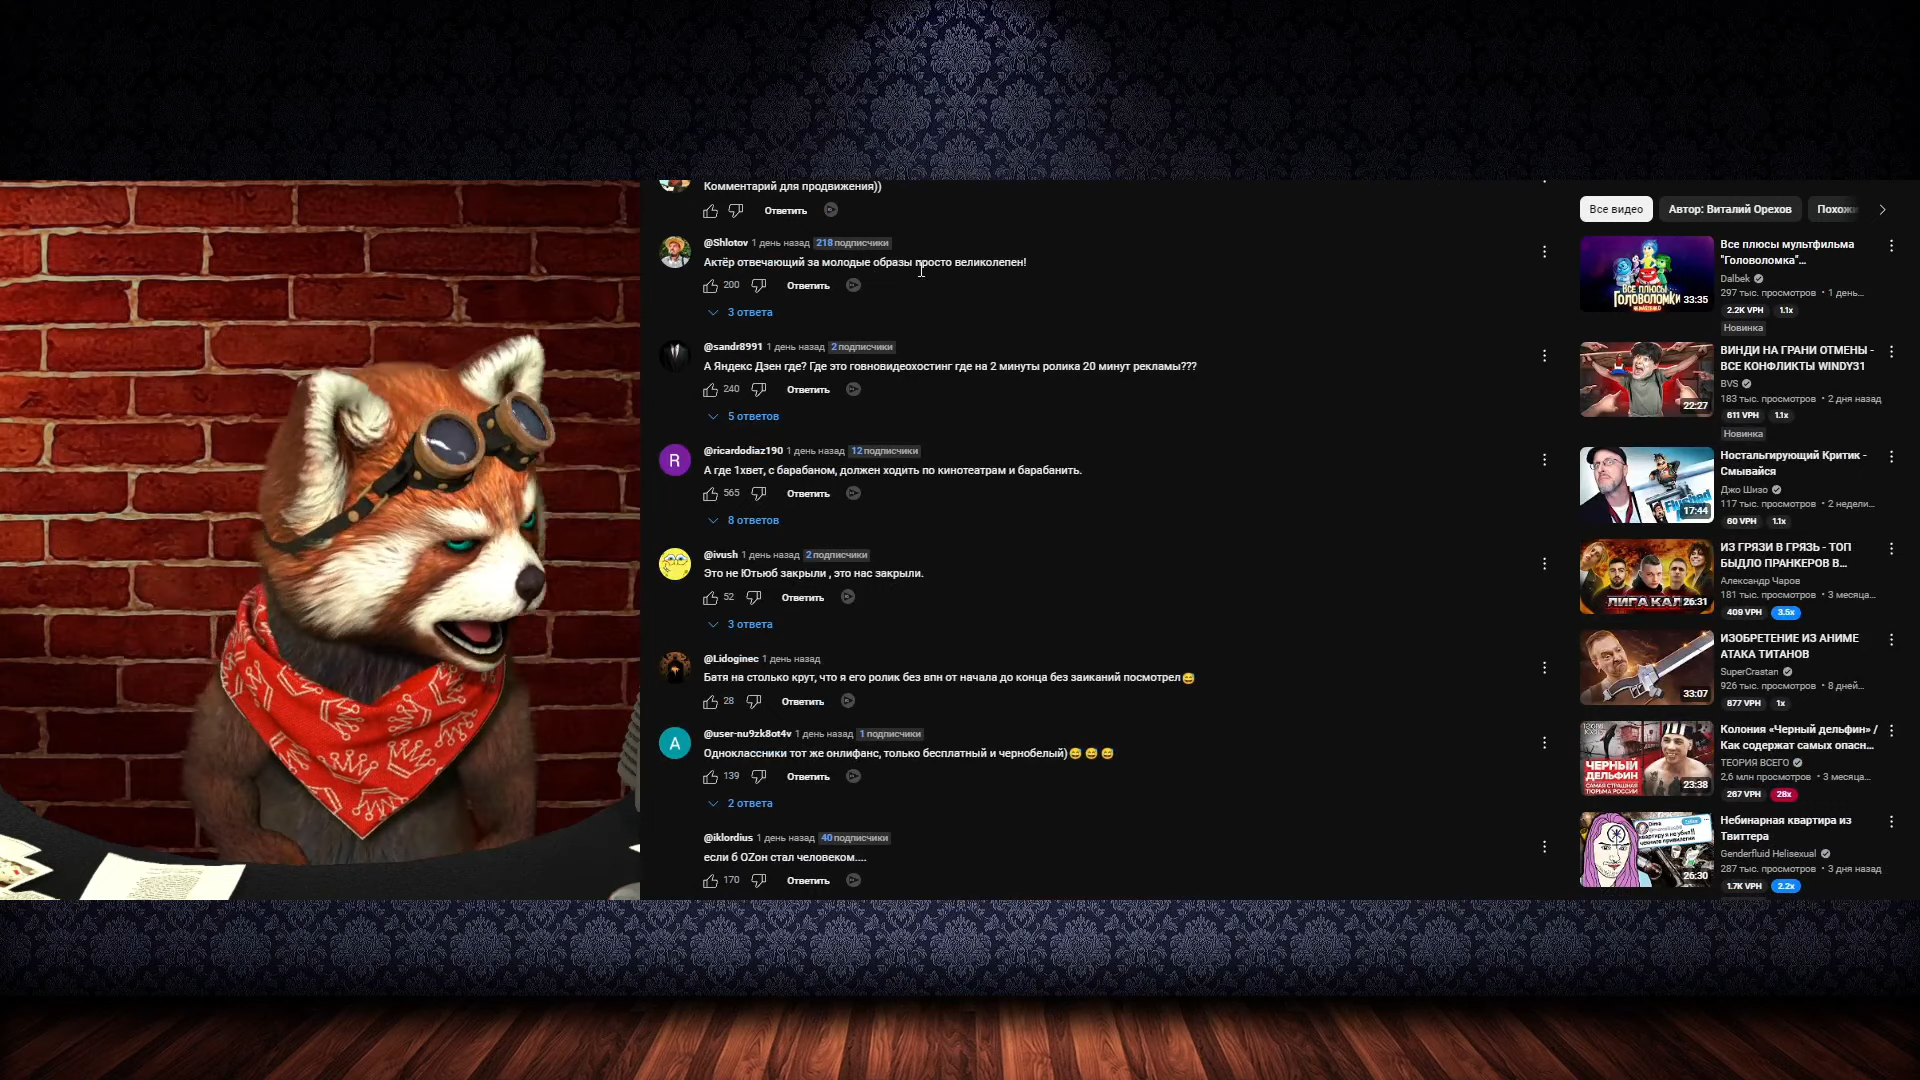 Комментарий для продвижения))
Ответить
@Shlotov 1 день назад 218 подписчики
Актёр отвечающий за молодые образы просто великолепен!
200 Ответить
3 ответа
@sandr8991 1 день назад 2 подписчики
А Яндекс Дзен где? Где это говновидеохостинг где на 2 минуты ролика 20 минут рекламы???
240 Ответить
5 ответов
R
@ricardodiaz190 1 день назад 12 подписчики
А где 1хвет, с барабаном, должен ходить по кинотеатрам и барабанить.
565 Ответить
8 ответов
@ivush 1 день назад 2 подписчики
Это не Ютьюб закрыли , это нас закрыли.
52 Ответить
3 ответа
@Lidoginec 1 день назад
Батя на столько крут, что я его ролик без впн от начала до конца без заиканий посмотрел😅
28 Ответить
A
@user-nu9zk8ot4v 1 день назад 1 подписчики
Одноклассники тот же онлифанс, только бесплатный и чернобелый)😅 😅 😅
139 Ответить
2 ответа
@iklordius 1 день назад 40 подписчики
если б OZон стал человеком....
170 Ответить
Все видео Автор: Виталий Орехов Похожи
ВСЕ ПЛЮСЫ
ГОЛОВОЛОМКИ
33:35
Все плюсы мультфильма
"Головоломка"...
Dalbek
297 тыс. просмотров • 1 день...
2.2K VPH 1.1x
Новинка
22:27
ВИНДИ НА ГРАНИ ОТМЕНЫ -
ВСЕ КОНФЛИКТЫ WINDY31
BVS
183 тыс. просмотров • 2 дня назад
611 VPH 1.1x
Новинка
17:44
Ностальгирующий Критик -
Смывайся
Джо Шизо
117 тыс. просмотров • 2 недели...
60 VPH 1.1x
ЛИГА КАЛ
26:31
ИЗ ГРЯЗИ В ГРЯЗЬ - ТОП
БЫДЛО ПРАНКЕРОВ В...
Александр Чаров
181 тыс. просмотров • 3 месяца...
409 VPH 3.5x
33:07
ИЗОБРЕТЕНИЕ ИЗ АНИМЕ
АТАКА ТИТАНОВ
SuperCrastan
926 тыс. просмотров • 8 дней...
877 VPH 1x
ЧЕРНЫЙ
ДЕЛЬФИН
САМАЯ СТРАШНАЯ
ТЮРЬМА РОССИИ
23:38
Колония «Черный дельфин» /
Как содержат самых опасн...
ТЕОРИЯ ВСЕГО
2,6 млн просмотров • 3 месяца...
267 VPH 28x
26:30
Небинарная квартира из
Твиттера
Genderfluid Helisexual
287 тыс. просмотров • 3 дня назад
1.7K VPH 2.2x